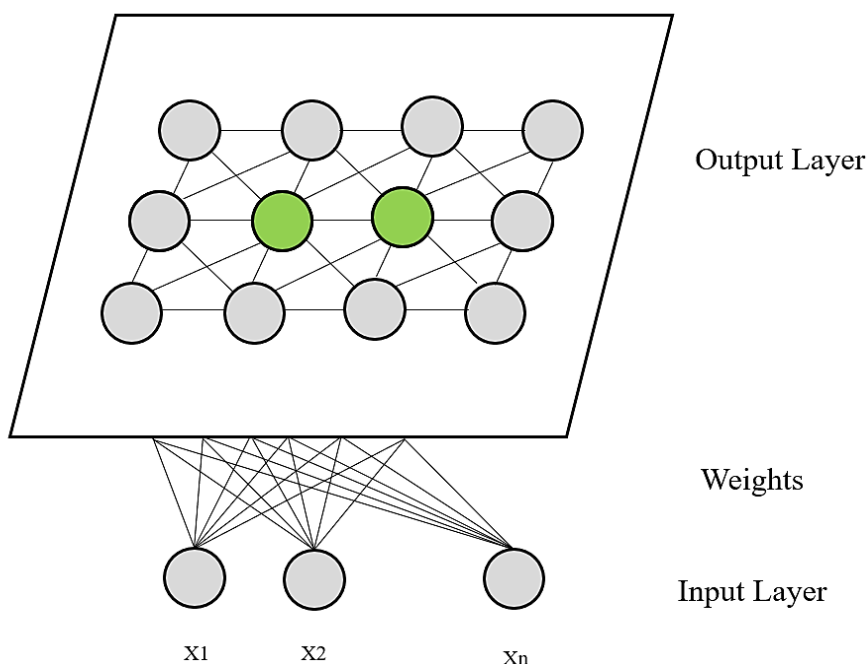 Output Layer
Weights
Input Layer
X1
X2
Xn